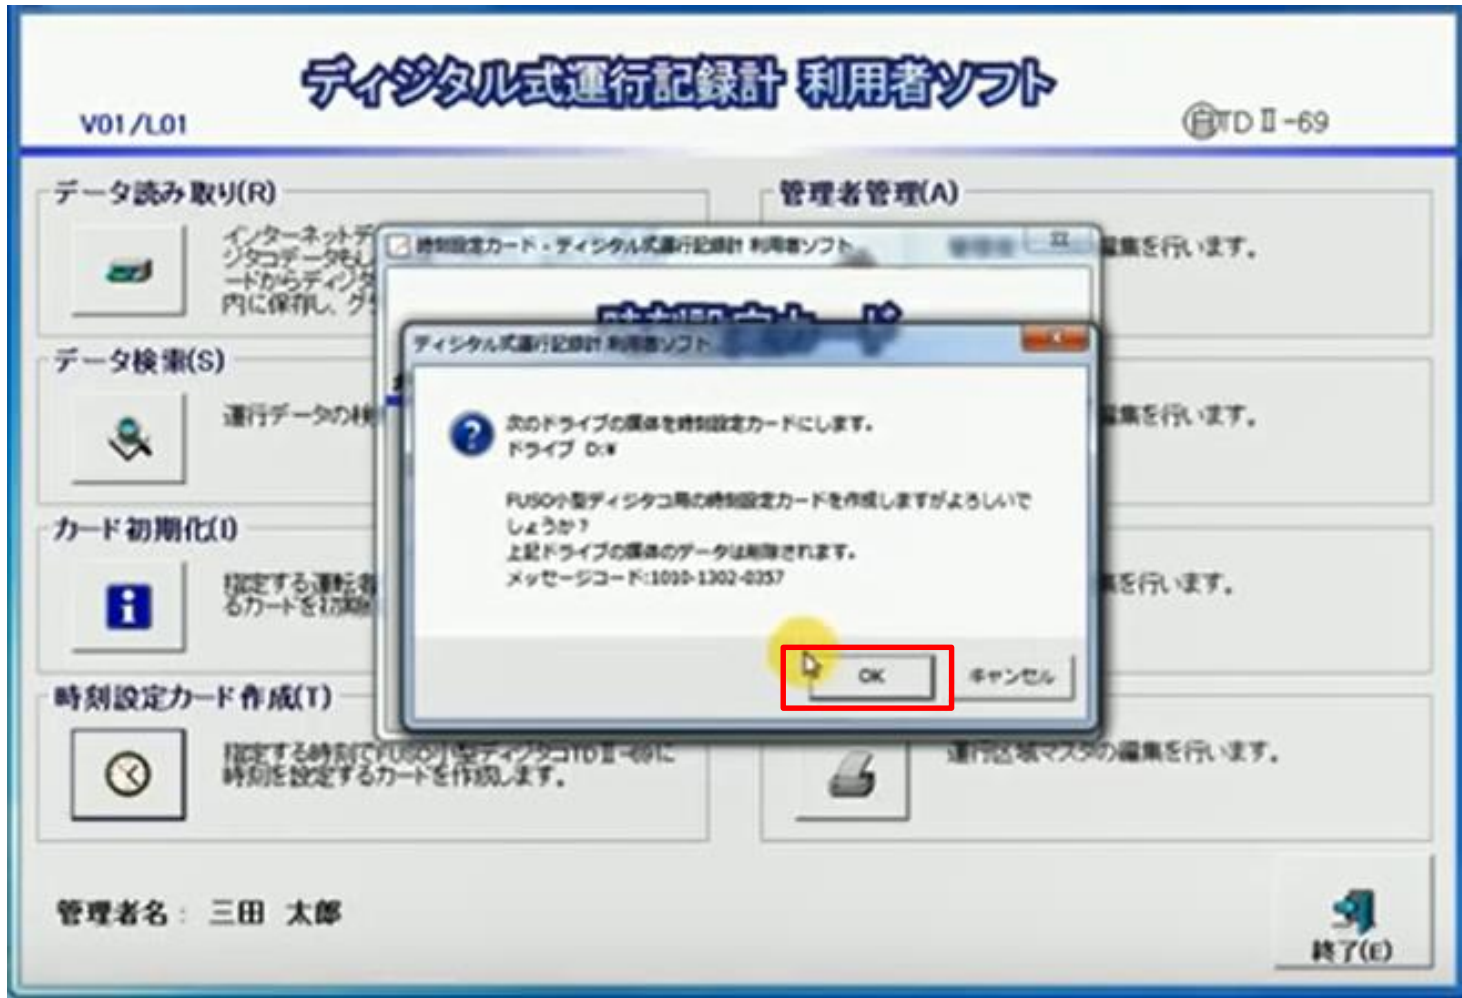 ディジタル式運行記録計 利用者ソフト
V01/L01
自TDⅡ-69
データ読み取り(R)
管理者管理(A)
インターネットデ
ジタコデータもし
ードからディジタ
内に保存し、グ
編集を行います。
時刻設定カード - ディジタル式運行記録計 利用者ソフト
時刻設定カード
ディジタル式運行記録計 利用者ソフト
データ検索(S)
運行データの検
編集を行います。
次のドライブの媒体を時刻設定カードにします。
ドライブ D:¥
FUSO小型ディジタコ用の時刻設定カードを作成しますがよろしいで
しょうか?
上記ドライブの媒体のデータは削除されます。
メッセージコード:1010-1302-0357
OK
キャンセル
カード初期化(I)
指定する運転者
るカードを初期
集を行います。
時刻設定カード作成(T)
指定する時刻でFUSO小型ディジタコTDⅡ-69に
時刻を設定するカードを作成します。
運行区域マスタの編集を行います。
管理者名: 三田 太郎
終了(E)